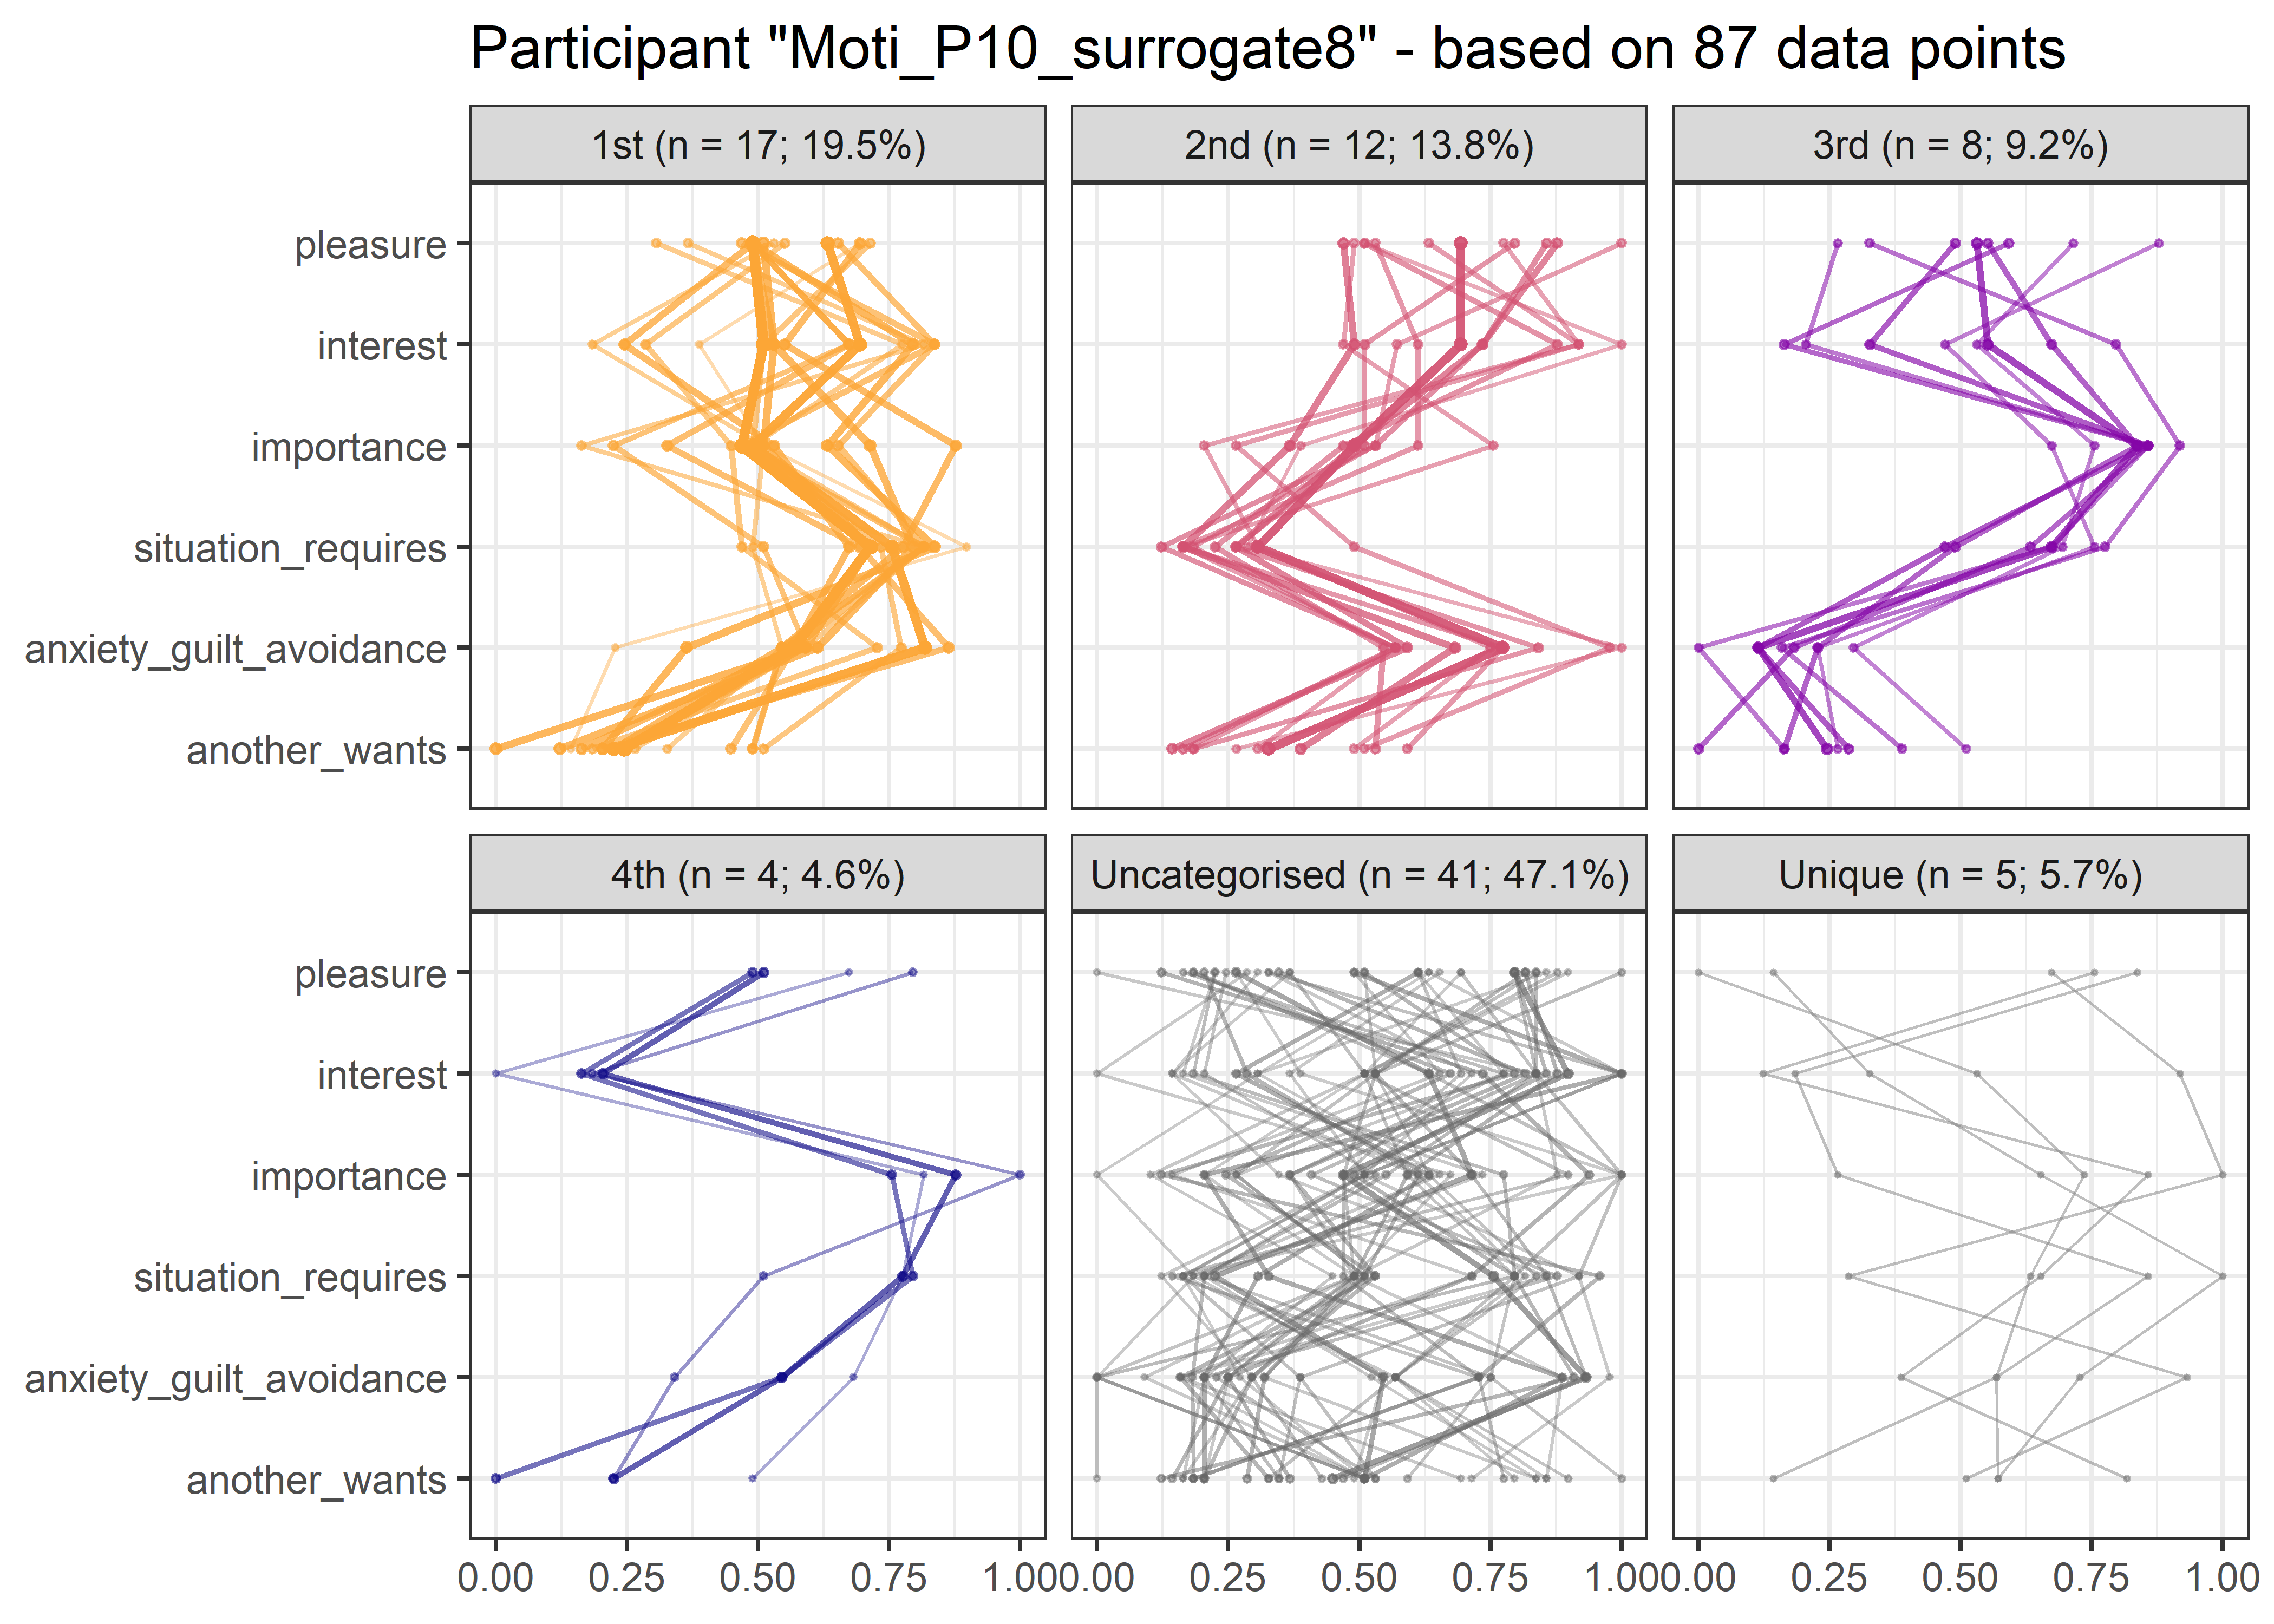 Participant "Moti_P10_surrogate8" - based on 87 data points
1st (n = 17; 19.5%)
2nd (n = 12; 13.8%)
3rd (n = 8; 9.2%)
pleasure
interest
importance
situation_requires
anxiety_guilt_avoidance
another_wants
4th (n = 4; 4.6%)
Uncategorised (n = 41; 47.1%)
Unique (n = 5; 5.7%)
pleasure
interest
importance
situation_requires
anxiety_guilt_avoidance
another_wants
0.00 0.25 0.50 0.75 1.00
0.00 0.25 0.50 0.75 1.00
0.00 0.25 0.50 0.75 1.00